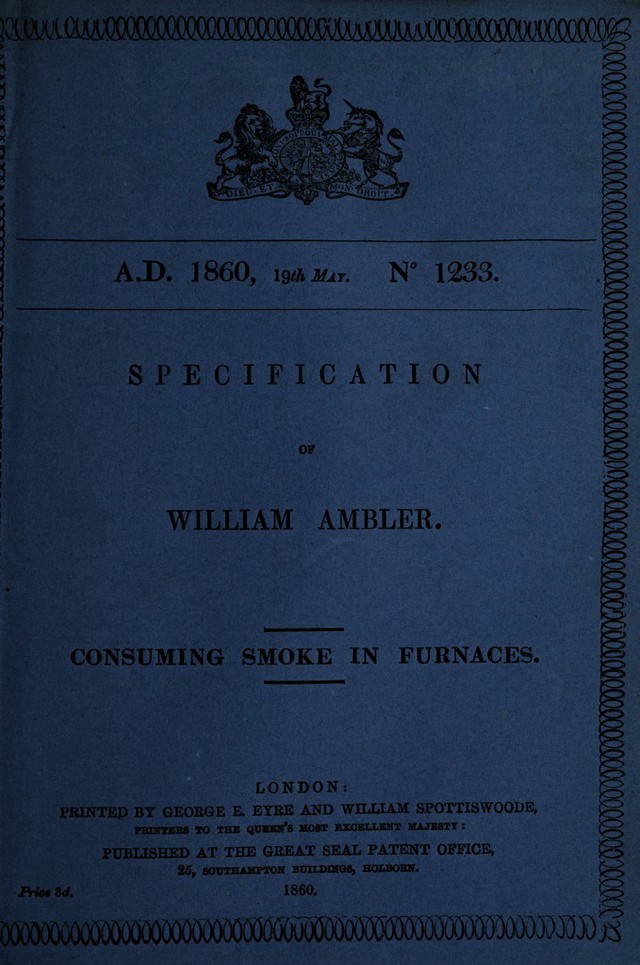 DIEU ET MON DROIT.
A.D. 1860, 19th MAY. N° 1233.
SPECIFICATION
OF
WILLIAM AMBLER.
CONSUMING SMOKE IN FURNACES.
LONDON:
PRINTED BY GEORGE E. EYRE AND WILLIAM SPOTTISWOODE,
PRINTERS TO THE QUEEN'S MOST EXCELLENT MAJESTY:
PUBLISHED AT THE GREAT SEAL PATENT OFFICE,
25, SOUTHAMPTON BUILDINGS, HOLBORN.
Price 3d.
1860.